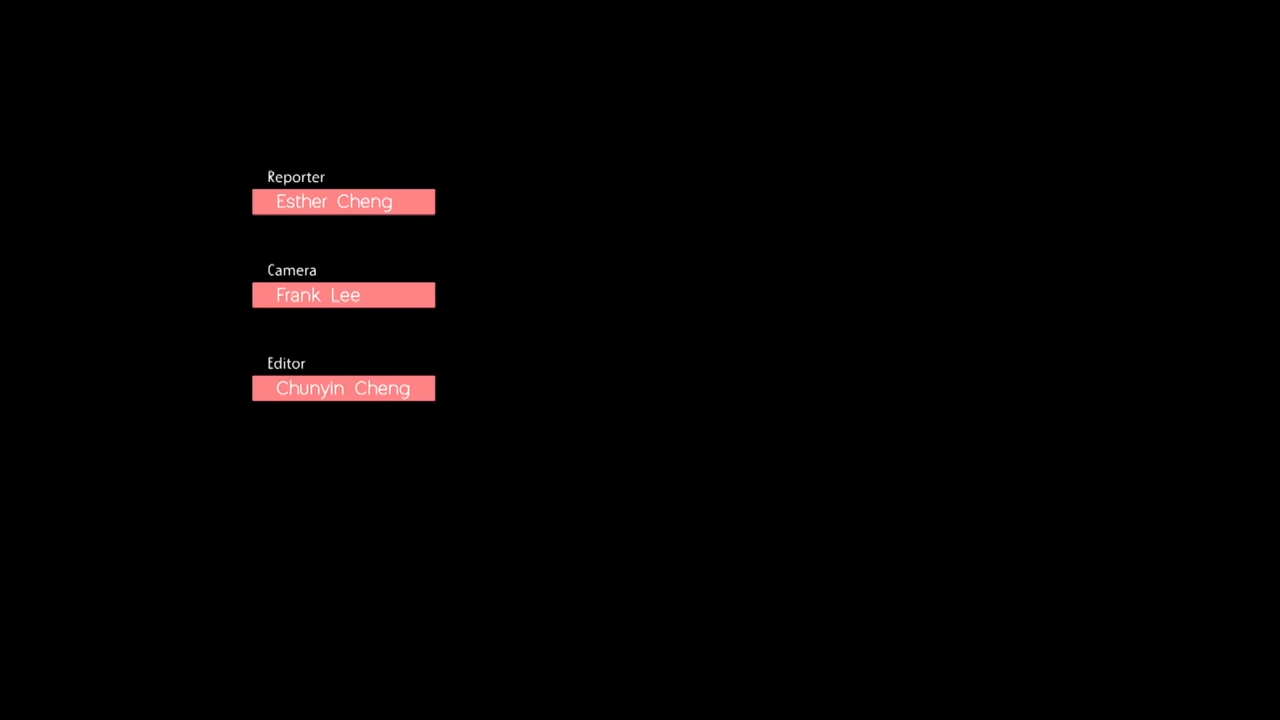 Reporter
Esther Cheng
Camera
Frank Lee
Editor
Chunyin Cheng